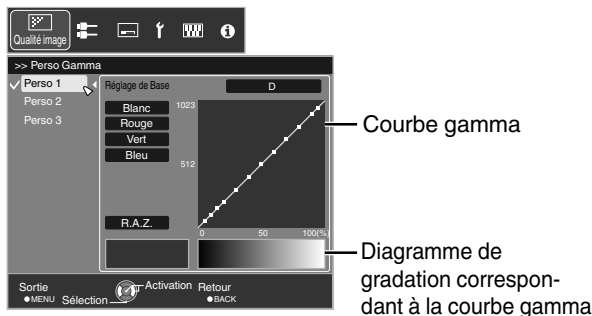 Qualité image
>> Perso Gamma
Perso 1
Perso 2
Perso 3
Réglage de Base
D
Blanc
Rouge
Vert
Bleu
R.A.Z.
1023
512
0 50 100(%)
Courbe gamma
Diagramme de
gradation correspon-
dant à la courbe gamma
Sortie
●MENU
Sélection
Activation
Retour
●BACK